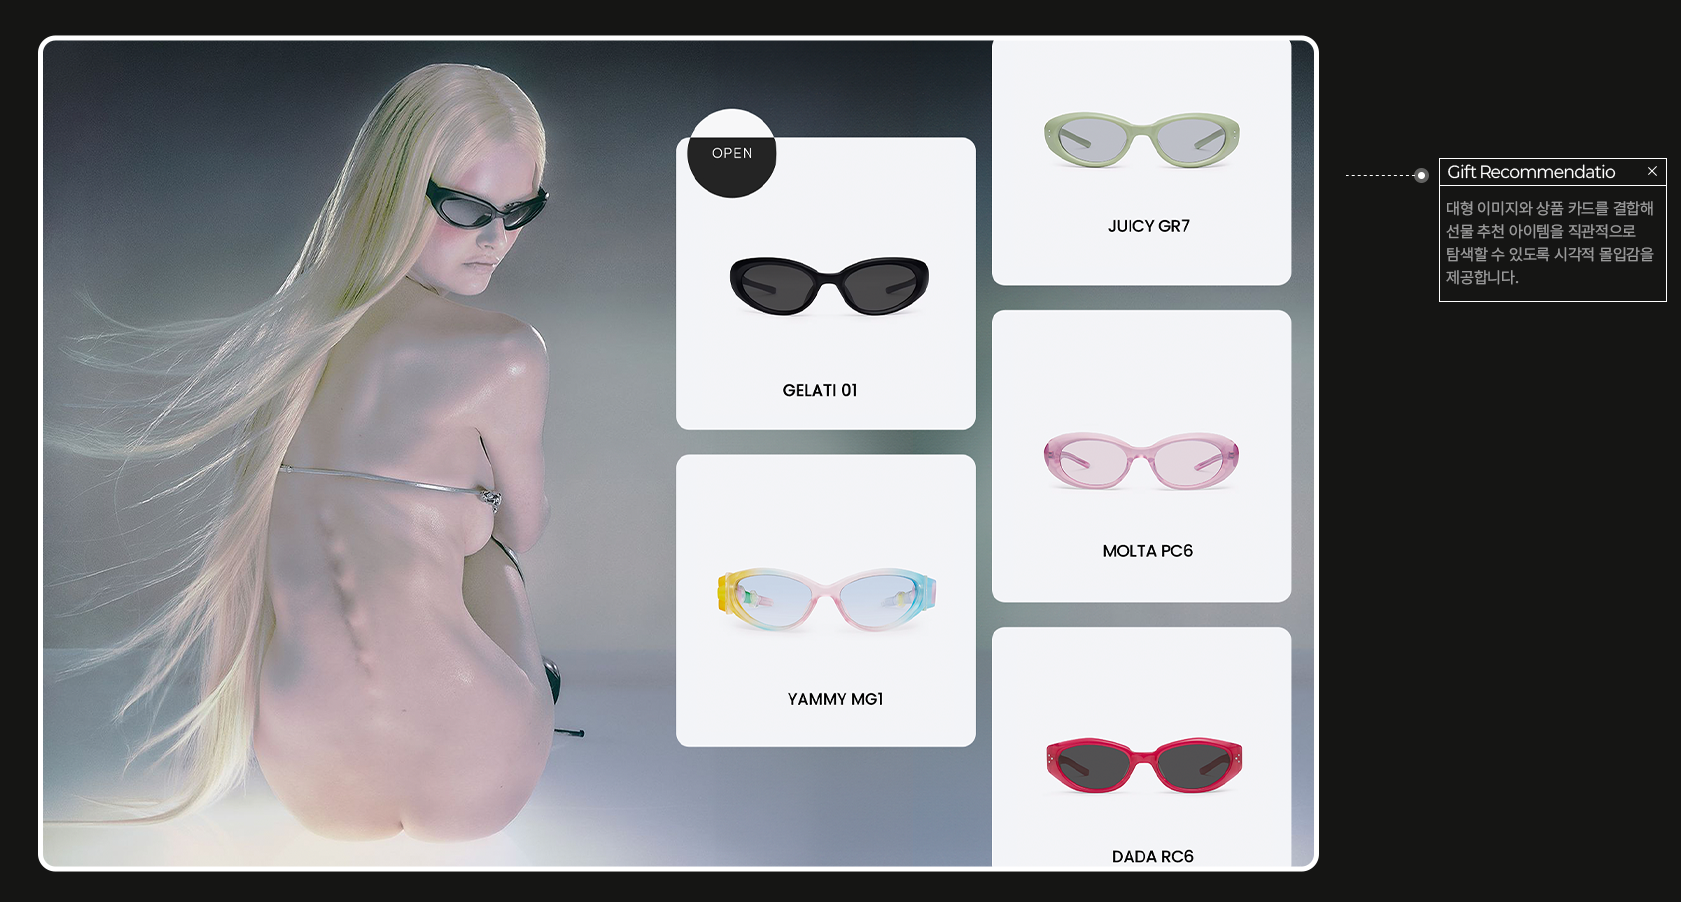 OPEN
GELATI 01
YAMMY MG1
JUICY GR7
MOLTA PC6
DADA RC6
Gift Recommendatio
대형 이미지와 상품 카드를 결합해
선물 추천 아이템을 직관적으로
탐색할 수 있도록 시각적 몰입감을
제공합니다.